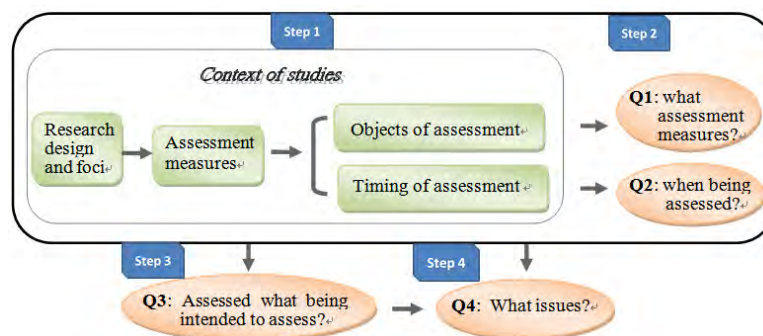 Step 1
Step 2
Context of studies
Research
design
and foci
Assessment
measures
Objects of assessment
Timing of assessment
Q1: what
assessment
measures?
Q2: when being
assessed?
Step 3
Step 4
Q3: Assessed what being
intended to assess?
Q4: What issues?